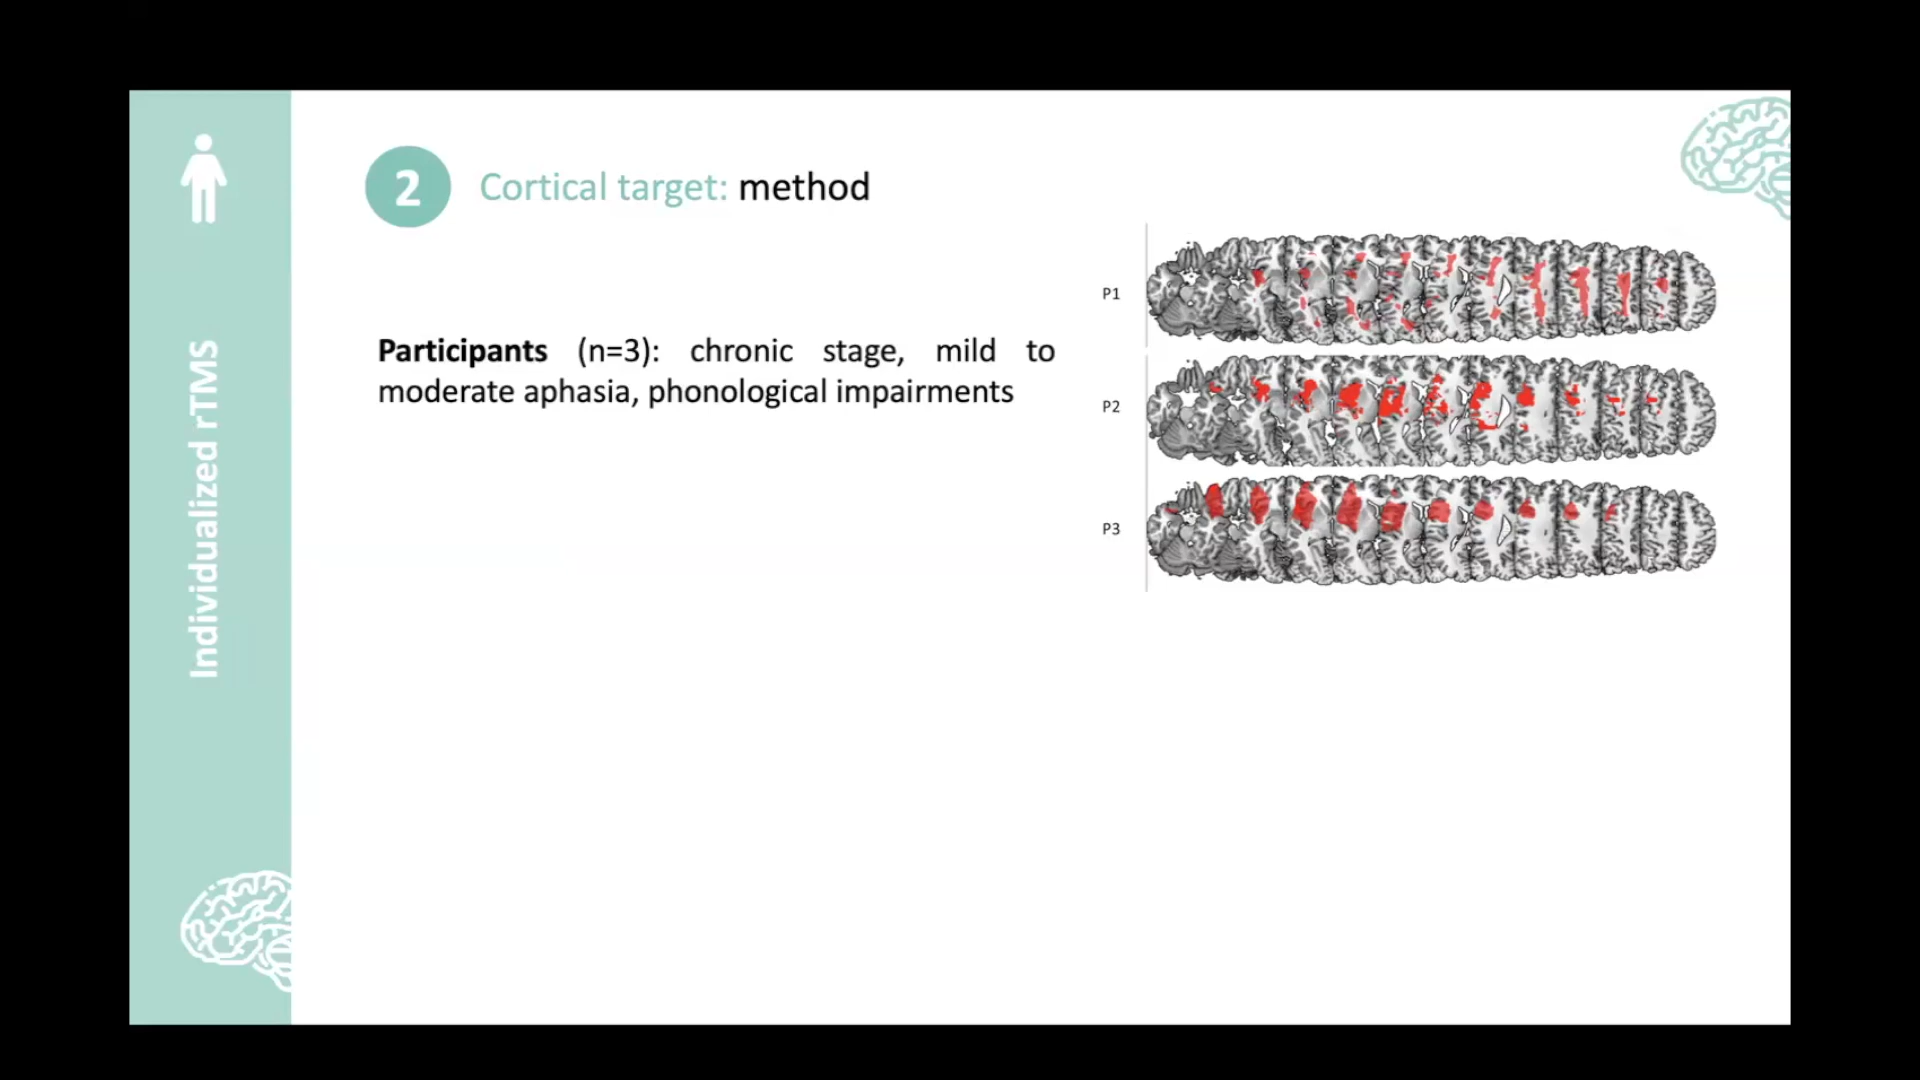 Individualized rTMS
2 Cortical target: method
Participants (n=3): chronic stage, mild to
moderate aphasia, phonological impairments
P1
P2
P3